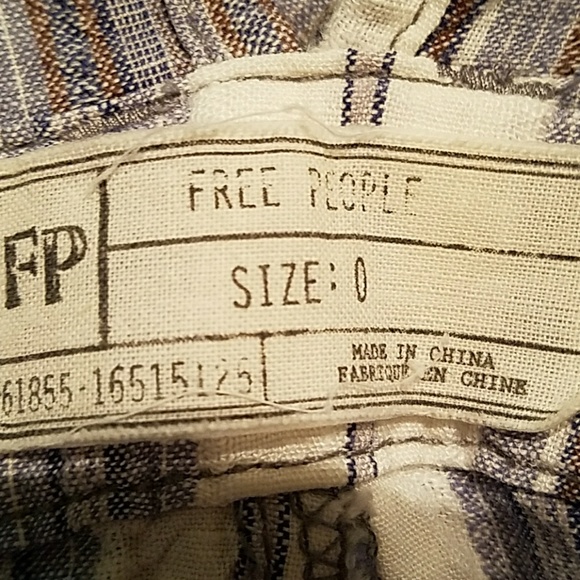 FP
FREE PEOPLE
SIZE: 0
61855-16515125
MADE IN CHINA
FABRIQUE EN CHINE